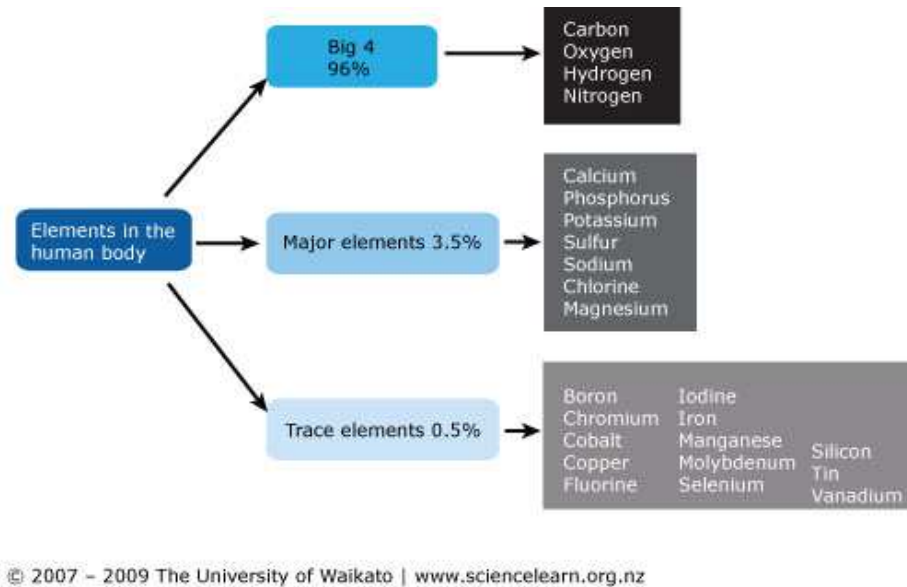 Big 4
96%
Carbon
Oxygen
Hydrogen
Nitrogen
Elements in the
human body
Major elements 3.5%
Calcium
Phosphorus
Potassium
Sulfur
Sodium
Chlorine
Magnesium
Trace elements 0.5%
Boron
Chromium
Cobalt
Copper
Fluorine
Iodine
Iron
Manganese
Molybdenum
Selenium
Silicon
Tin
Vanadium
© 2007 – 2009 The University of Waikato | www.sciencelearn.org.nz